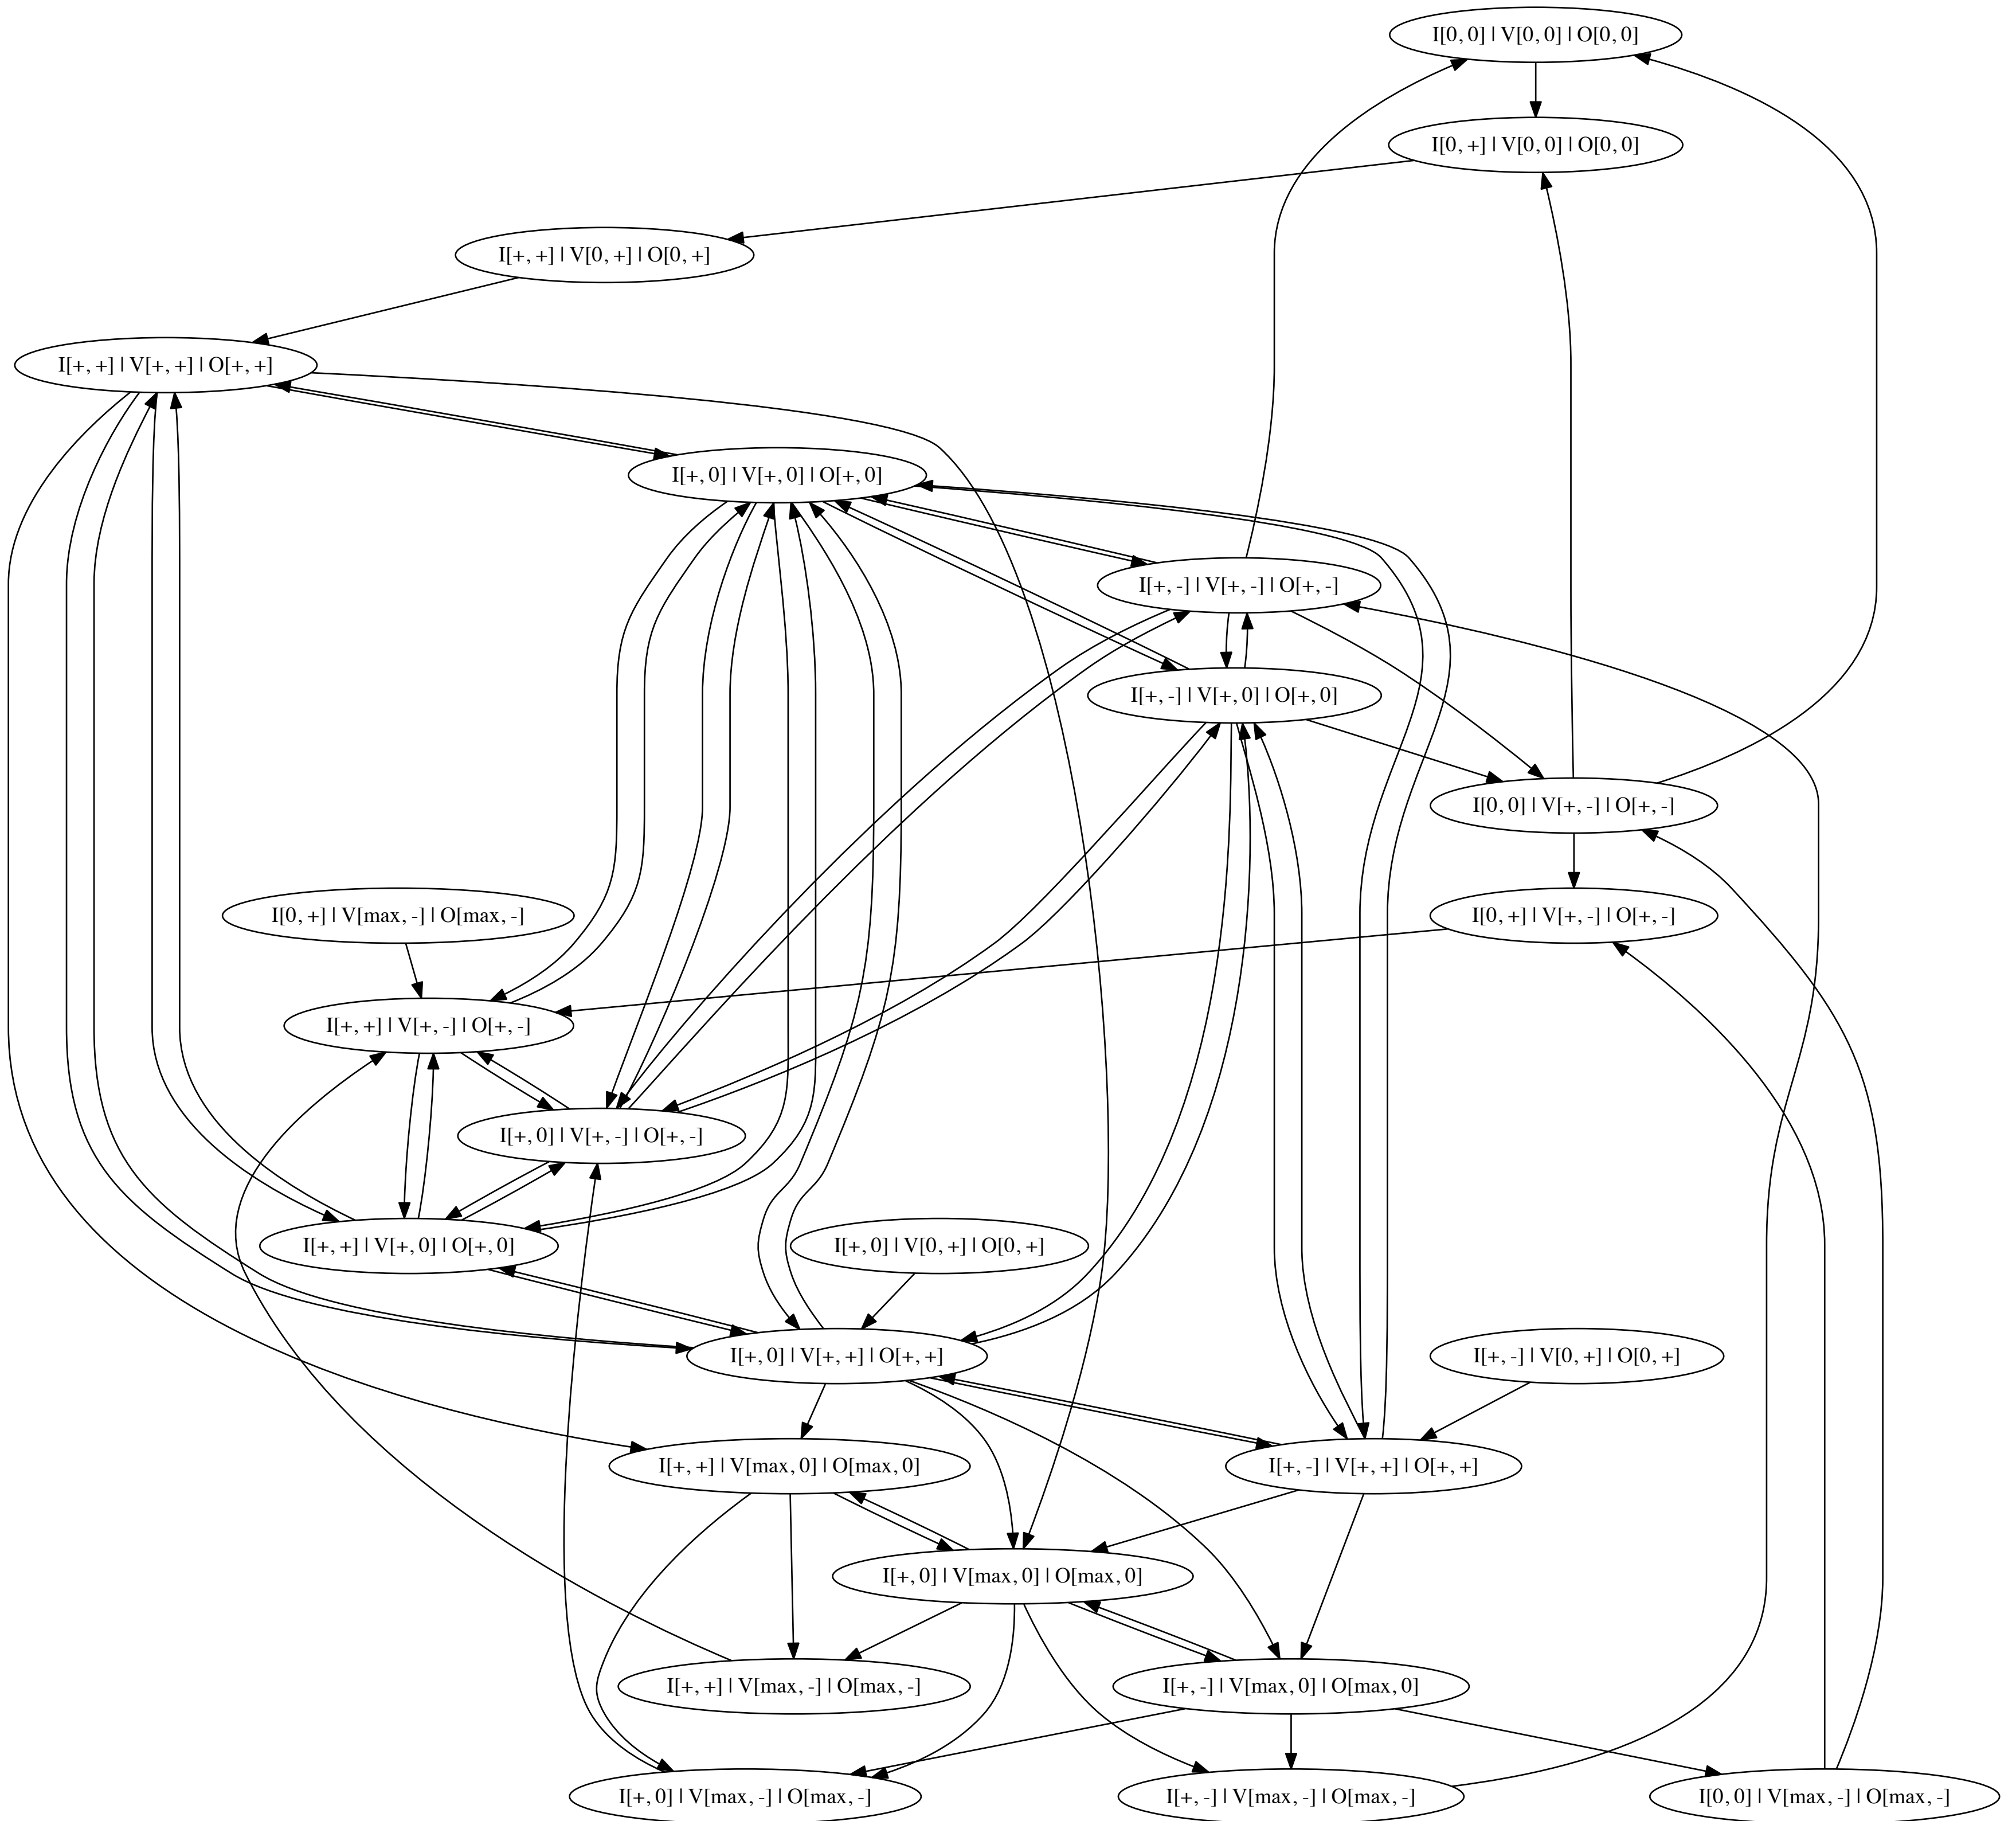 I[0, 0] | V[0, 0] | O[0, 0]
I[0, +] | V[0, 0] | O[0, 0]
I[+, +] | V[0, +] | O[0, +]
I[+, +] | V[+, +] | O[+, +]
I[+, 0] | V[+, 0] | O[+, 0]
I[+, -] | V[+, -] | O[+, -]
I[+, -] | V[+, 0] | O[+, 0]
I[0, 0] | V[+, -] | O[+, -]
I[0, +] | V[max, -] | O[max, -]
I[0, +] | V[+, -] | O[+, -]
I[+, +] | V[+, -] | O[+, -]
I[+, 0] | V[+, -] | O[+, -]
I[+, +] | V[+, 0] | O[+, 0]
I[+, 0] | V[0, +] | O[0, +]
I[+, 0] | V[+, +] | O[+, +]
I[+, -] | V[0, +] | O[0, +]
I[+, +] | V[max, 0] | O[max, 0]
I[+, -] | V[+, +] | O[+, +]
I[+, 0] | V[max, 0] | O[max, 0]
I[+, +] | V[max, -] | O[max, -]
I[+, -] | V[max, 0] | O[max, 0]
I[+, 0] | V[max, -] | O[max, -]
I[+, -] | V[max, -] | O[max, -]
I[0, 0] | V[max, -] | O[max, -]